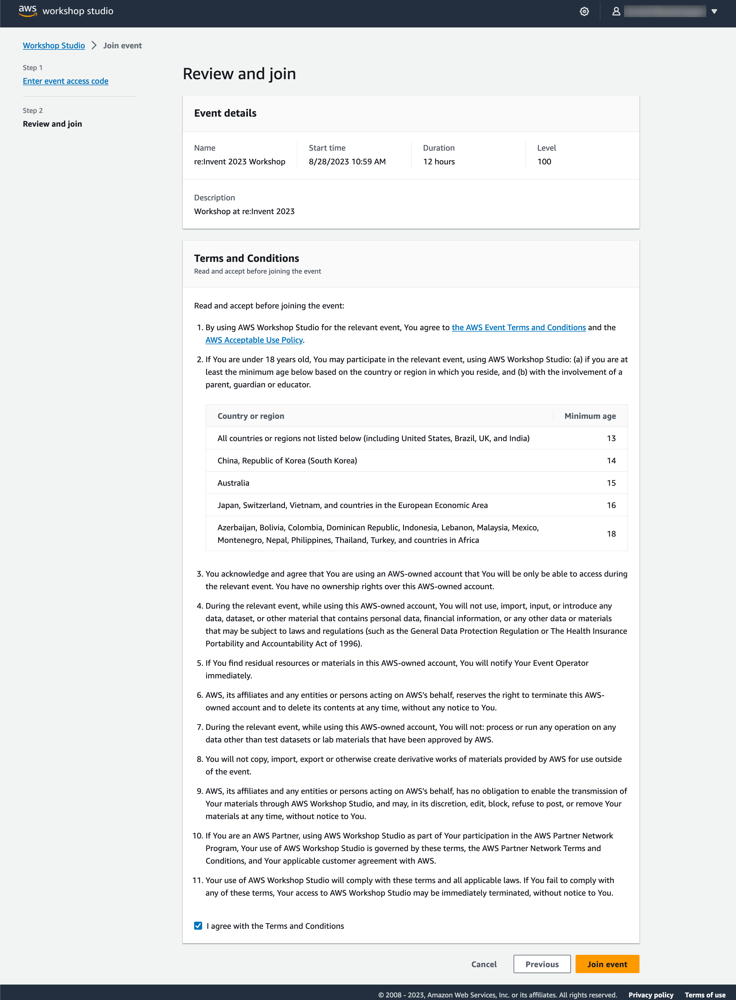 aws workshop studio
Workshop Studio > Join event
Step 1
Enter event access code
Step 2
Review and join
Review and join
Event details
Name
re:Invent 2023 Workshop
Start time
8/28/2023 10:59 AM
Duration
12 hours
Level
100
Description
Workshop at re:Invent 2023
Terms and Conditions
Read and accept before joining the event
Read and accept before joining the event:
1. By using AWS Workshop Studio for the relevant event, You agree to the AWS Event Terms and Conditions and the
AWS Acceptable Use Policy.
2. If You are under 18 years old, You may participate in the relevant event, using AWS Workshop Studio: (a) if you are at
least the minimum age below based on the country or region in which you reside, and (b) with the involvement of a
parent, guardian or educator.
Country or region Minimum age
All countries or regions not listed below (including United States, Brazil, UK, and India) 13
China, Republic of Korea (South Korea) 14
Australia 15
Japan, Switzerland, Vietnam, and countries in the European Economic Area 16
Azerbaijan, Bolivia, Colombia, Dominican Republic, Indonesia, Lebanon, Malaysia, Mexico,
Montenegro, Nepal, Philippines, Thailand, Turkey, and countries in Africa 18
3. You acknowledge and agree that You are using an AWS-owned account that You will be only be able to access during
the relevant event. You have no ownership rights over this AWS-owned account.
4. During the relevant event, while using this AWS-owned account, You will not use, import, input, or introduce any
data, dataset, or other material that contains personal data, financial information, or any other data or materials
that may be subject to laws and regulations (such as the General Data Protection Regulation or The Health Insurance
Portability and Accountability Act of 1996).
5. If You find residual resources or materials in this AWS-owned account, You will notify Your Event Operator
immediately.
6. AWS, its affiliates and any entities or persons acting on AWS’s behalf, reserves the right to terminate this AWS-
owned account and to delete its contents at any time, without any notice to You.
7. During the relevant event, while using this AWS-owned account, You will not: process or run any operation on any
data other than test datasets or lab materials that have been approved by AWS.
8. You will not copy, import, export or otherwise create derivative works of materials provided by AWS for use outside
of the event.
9. AWS, its affiliates and any entities or persons acting on AWS’s behalf, has no obligation to enable the transmission of
Your materials through AWS Workshop Studio, and may, in its discretion, edit, block, refuse to post, or remove Your
materials at any time, without notice to You.
10. If You are an AWS Partner, using AWS Workshop Studio as part of Your participation in the AWS Partner Network
Program, Your use of AWS Workshop Studio is governed by these terms, the AWS Partner Network Terms and
Conditions, and Your applicable customer agreement with AWS.
11. Your use of AWS Workshop Studio will comply with these terms and all applicable laws. If You fail to comply with
any of these terms, Your access to AWS Workshop Studio may be immediately terminated, without notice to You.
I agree with the Terms and Conditions
Cancel Previous Join event
© 2008 - 2023, Amazon Web Services, Inc. or its affiliates. All rights reserved. Privacy policy Terms of use